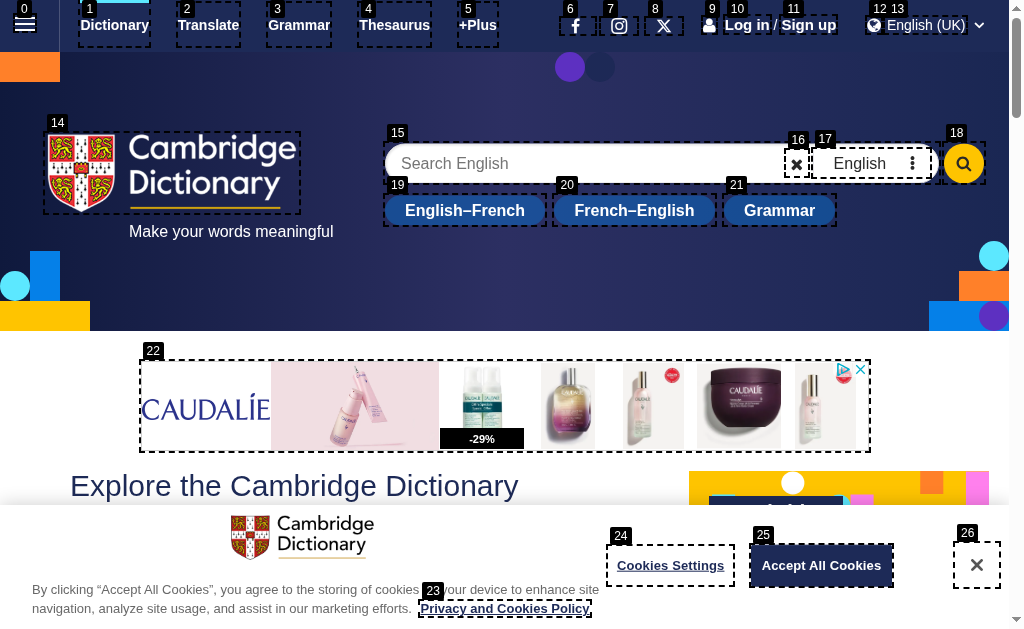 0 1 2 3 4 5 6 7 8 9 10 11 12 13
Dictionary Translate Grammar Thesaurus +Plus Log in / Sign up English (UK)
14 15 16 17 18
Cambridge
Dictionary
Make your words meaningful
Search English English
19 20 21
English–French French–English Grammar
22
CAUDALÍE
CAUDALÍE
-29%
Explore the Cambridge Dictionary
Cambridge
Dictionary
By clicking “Accept All Cookies”, you agree to the storing of cookies 23 your device to enhance site
navigation, analyze site usage, and assist in our marketing efforts. Privacy and Cookies Policy
24 25 26
Cookies Settings Accept All Cookies